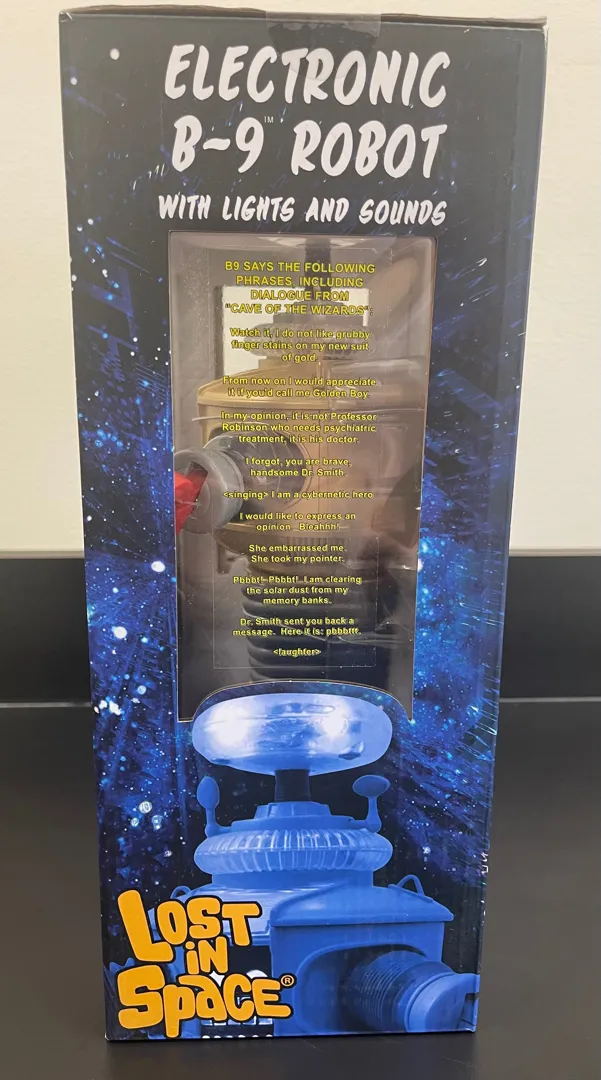 ELECTRONIC
B-9™ ROBOT
WITH LIGHTS AND SOUNDS
B9 SAYS THE FOLLOWING
PHRASES, INCLUDING
DIALOGUE FROM
"CAVE OF THE WIZARDS":
Watch it, I do not like grubby
finger stains on my new suit
of gold.
From now on I would appreciate
it if you'd call me Golden Boy
In my opinion, it is not Professor
Robinson who needs psychiatric
treatment, it is his doctor.
I forgot, you are brave,
handsome Dr. Smith.
<singing> I am a cybernetic hero
I would like to express an
opinion. Bleahhh!
She embarrassed me.
She took my pointer.
Pbbbf! Pbbbf! I am clearing
the solar dust from my
memory banks.
Dr. Smith sent you back a
message. Here it is: pbbbfff.
<laughter>
LOST
IN
SPACE®